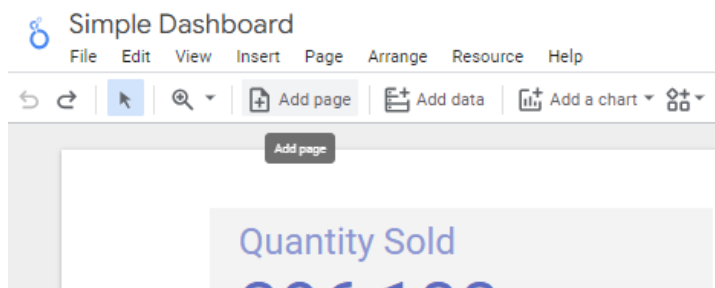 Simple Dashboard
File Edit View Insert Page Arrange Resource Help
Add page Add data Add a chart
Add page
Quantity Sold